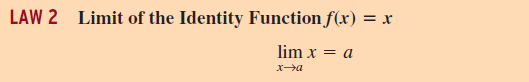 LAW 2 Limit of the Identity Function f(x) = x
lim x = a
x→a